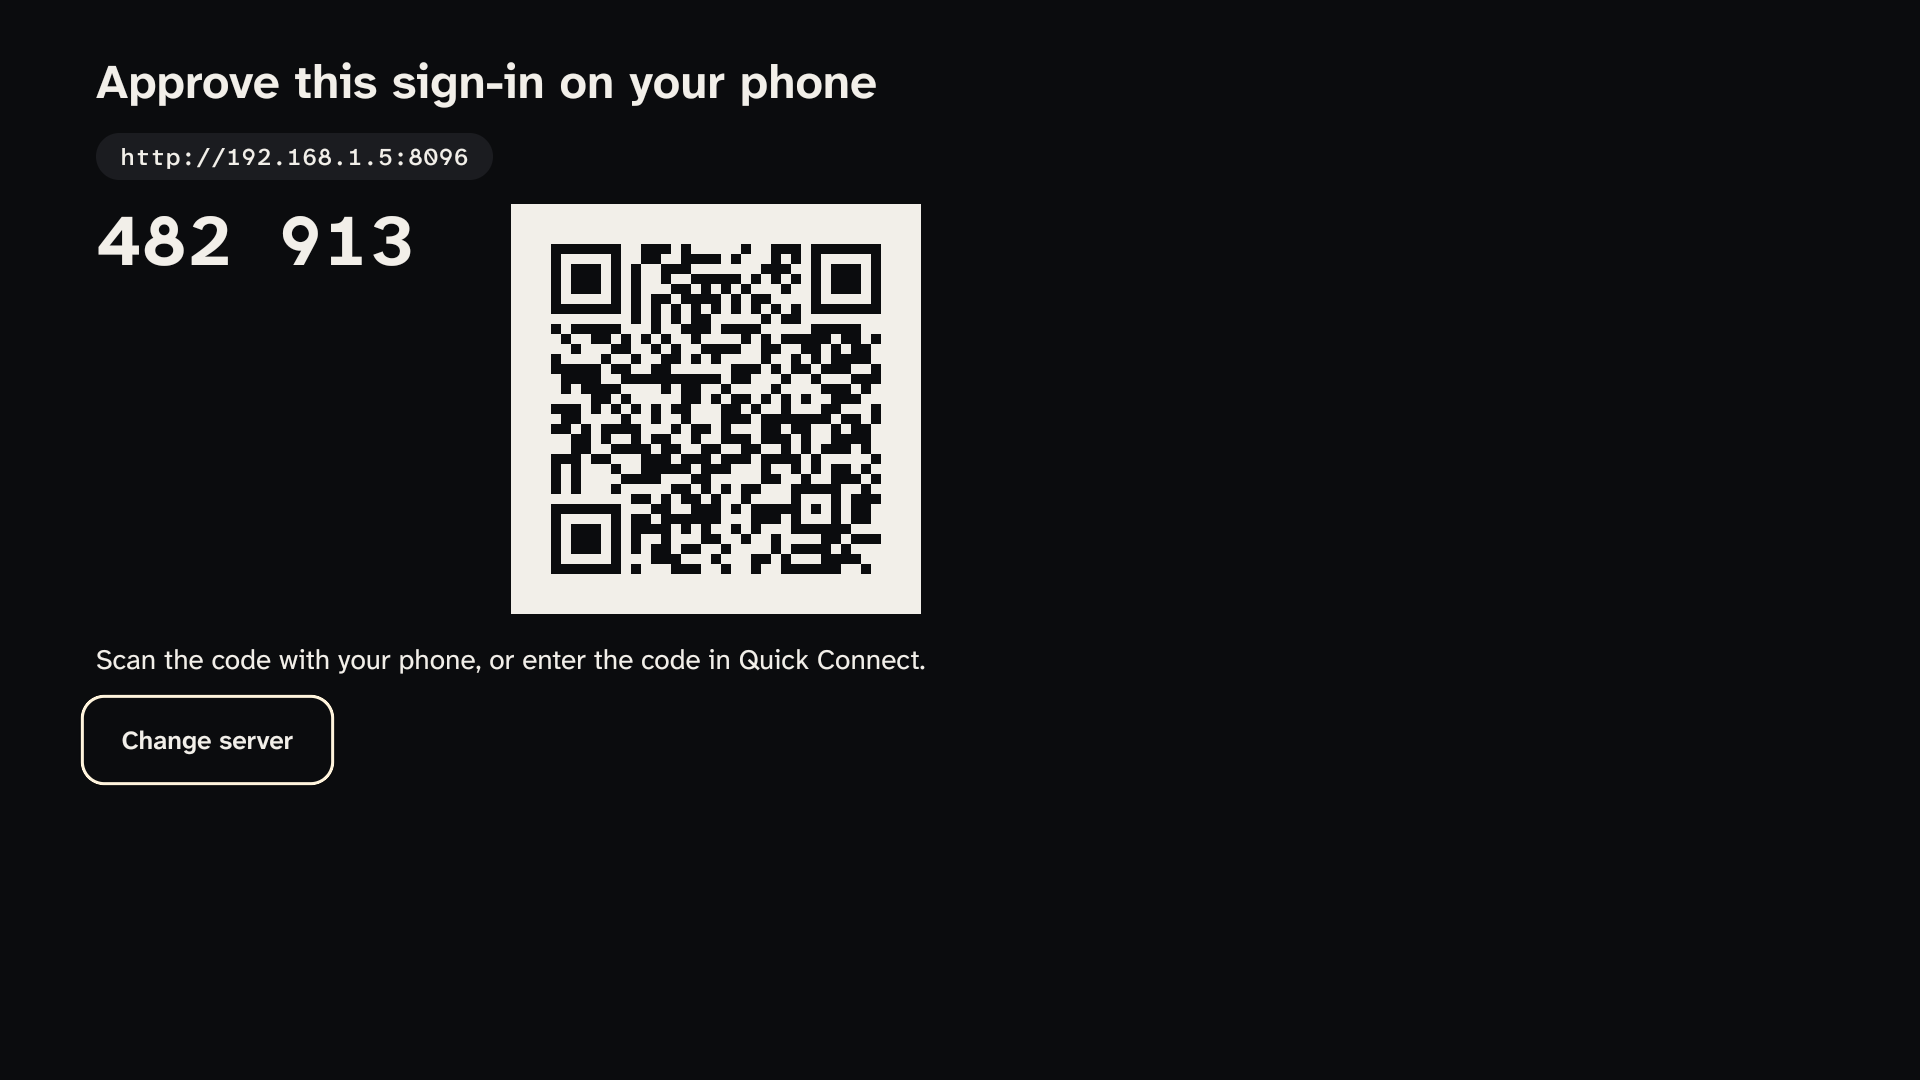 Approve this sign-in on your phone
http://192.168.1.5:8096
482 913
Scan the code with your phone, or enter the code in Quick Connect.
Change server